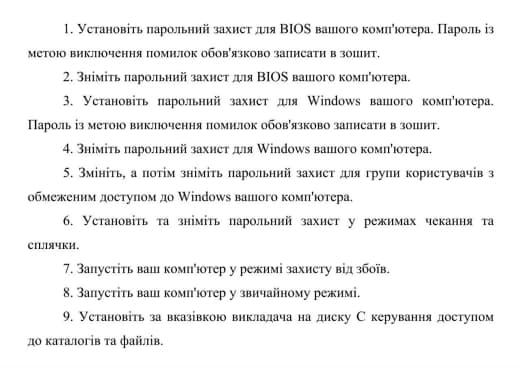 1. Установіть парольний захист для BIOS вашого комп'ютера. Пароль із
метою виключення помилок обов'язково записати в зошит.
2. Зніміть парольний захист для BIOS вашого комп'ютера.
3. Установіть парольний захист для Windows вашого комп'ютера.
Пароль із метою виключення помилок обов'язково записати в зошит.
4. Зніміть парольний захист для Windows вашого комп'ютера.
5. Змініть, а потім зніміть парольний захист для групи користувачів з
обмеженим доступом до Windows вашого комп'ютера.
6. Установіть та зніміть парольний захист у режимах чекання та
сплячки.
7. Запустіть ваш комп'ютер у режимі захисту від збоїв.
8. Запустіть ваш комп'ютер у звичайному режимі.
9. Установіть за вказівкою викладача на диску C керування доступом
до каталогів та файлів.